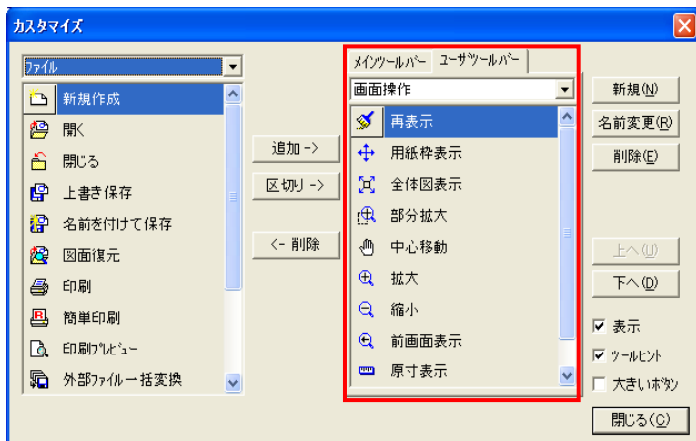 カスタマイズ
ファイル
新規作成
開く
閉じる
上書き保存
名前を付けて保存
図面復元
印刷
簡単印刷
印刷プレビュー
外部ファイル一括変換
追加 ->
区切り ->
<- 削除
メインツールバー ユーザツールバー
画面操作
再表示
用紙枠表示
全体図表示
部分拡大
中心移動
拡大
縮小
前画面表示
原寸表示
新規(N)
名前変更(R)
削除(E)
上へ(U)
下へ(D)
表示
ツールヒント
大きいボタン
閉じる(C)